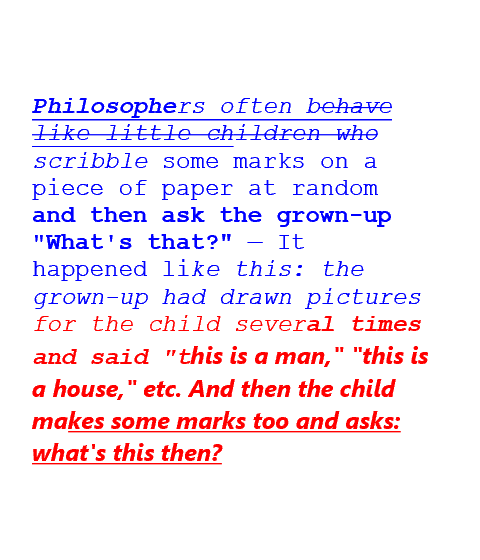 Philosophers often behave
like little children who
scribble some marks on a
piece of paper at random
and then ask the grown-up
"What's that?" — It
happened like this: the
grown-up had drawn pictures
for the child several times
and said "this is a man," "this is
a house," etc. And then the child
makes some marks too and asks:
what's this then?